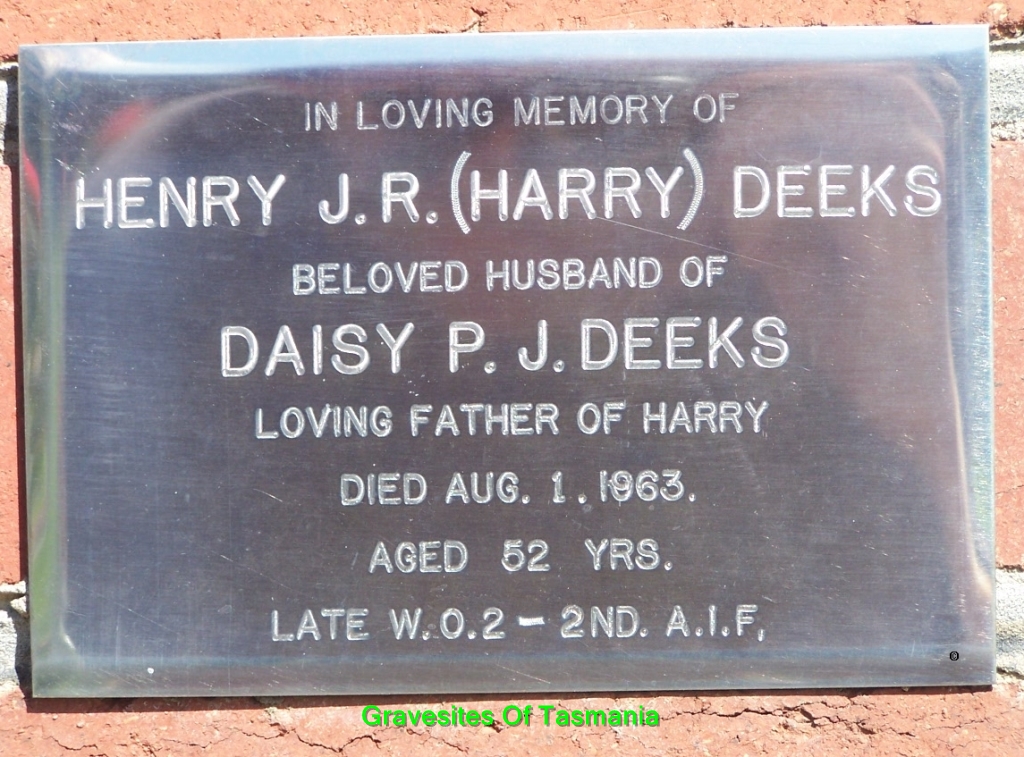 IN LOVING MEMORY OF
HENRY J.R. (HARRY) DEEKS
BELOVED HUSBAND OF
DAISY P. J. DEEKS
LOVING FATHER OF HARRY
DIED AUG. 1. 1963.
AGED 52 YRS.
LATE W.O.2 - 2ND. A.I.F,
©
Gravesites Of Tasmania